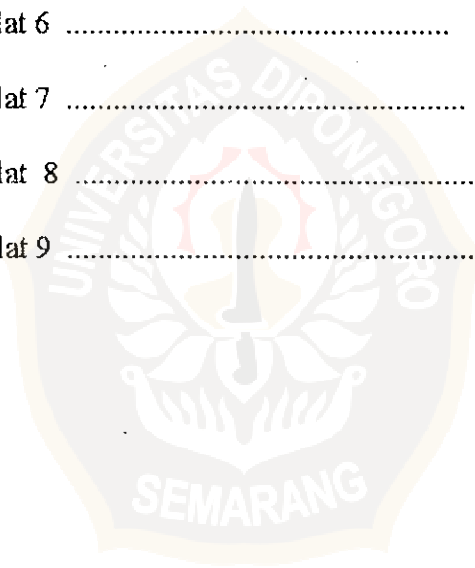 lat 6 ..................................................
lat 7 ....................................................
lat 8 ....................................................
lat 9 .....................................................
UNIVERSITAS DIPONEGORO
SEMARANG